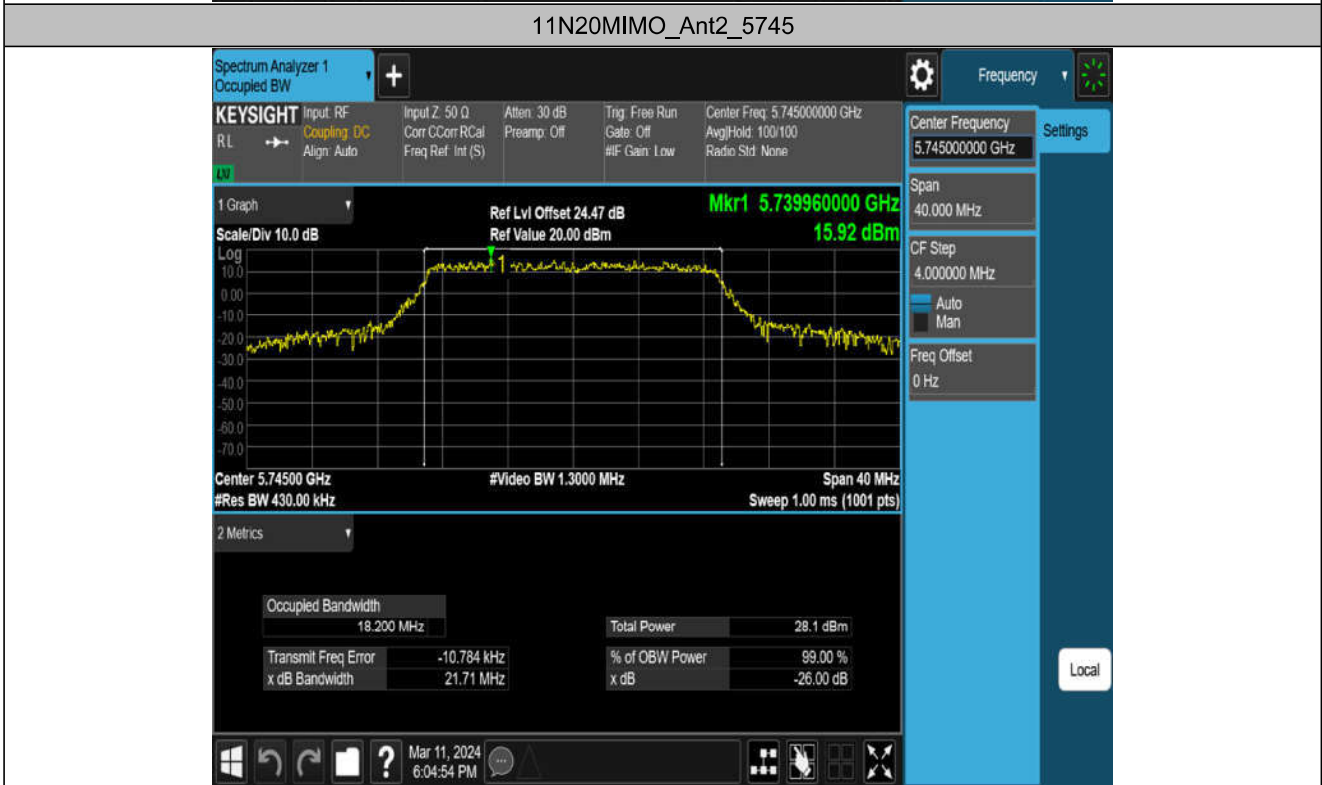 11N20MIMO_Ant2_5745
Spectrum Analyzer 1
Occupied BW
Frequency
KEYSIGHT
R L
Input: RF
Coupling: DC
Align: Auto
Input Z: 50 Ω
Corr CCorr RCal
Freq Ref: Int (S)
Atten: 30 dB
Preamp: Off
Trig: Free Run
Gate: Off
#IF Gain: Low
Center Freq: 5.745000000 GHz
Avg|Hold: 100/100
Radio Std: None
Center Frequency
5.745000000 GHz
Settings
Span
40.000 MHz
CF Step
4.000000 MHz
Auto
Man
Freq Offset
0 Hz
1 Graph
Scale/Div 10.0 dB
Ref Lvl Offset 24.47 dB
Ref Value 20.00 dBm
Mkr1 5.739960000 GHz
15.92 dBm
Log
10.0
0.00
-10.0
-20.0
-30.0
-40.0
-50.0
-60.0
-70.0
1
Center 5.74500 GHz
#Video BW 1.3000 MHz
Span 40 MHz
#Res BW 430.00 kHz
Sweep 1.00 ms (1001 pts)
2 Metrics
Occupied Bandwidth
18.200 MHz
Total Power 28.1 dBm
Transmit Freq Error -10.784 kHz
% of OBW Power 99.00 %
x dB Bandwidth 21.71 MHz
x dB -26.00 dB
Local
Mar 11, 2024
6:04:54 PM